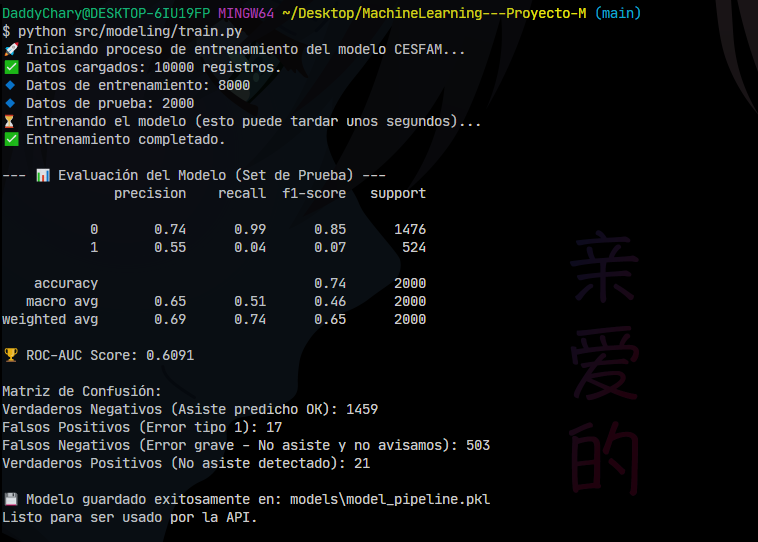 DaddyChary@DESKTOP-6IU19FP MINGW64 ~/Desktop/MachineLearning---Proyecto-M (main)
$ python src/modeling/train.py
🚀 Iniciando proceso de entrenamiento del modelo CESFAM...
✅ Datos cargados: 10000 registros.
🔹 Datos de entrenamiento: 8000
🔹 Datos de prueba: 2000
⏳ Entrenando el modelo (esto puede tardar unos segundos)...
✅ Entrenamiento completado.
--- 📊 Evaluación del Modelo (Set de Prueba) ---
precision recall f1-score support
0 0.74 0.99 0.85 1476
1 0.55 0.04 0.07 524
accuracy 0.74 2000
macro avg 0.65 0.51 0.46 2000
weighted avg 0.69 0.74 0.65 2000
🏆 ROC-AUC Score: 0.6091
Matriz de Confusión:
Verdaderos Negativos (Asiste predicho OK): 1459
Falsos Positivos (Error tipo 1): 17
Falsos Negativos (Error grave - No asiste y no avisamos): 503
Verdaderos Positivos (No asiste detectado): 21
💾 Modelo guardado exitosamente en: models\model_pipeline.pkl
Listo para ser usado por la API.
亲爱的